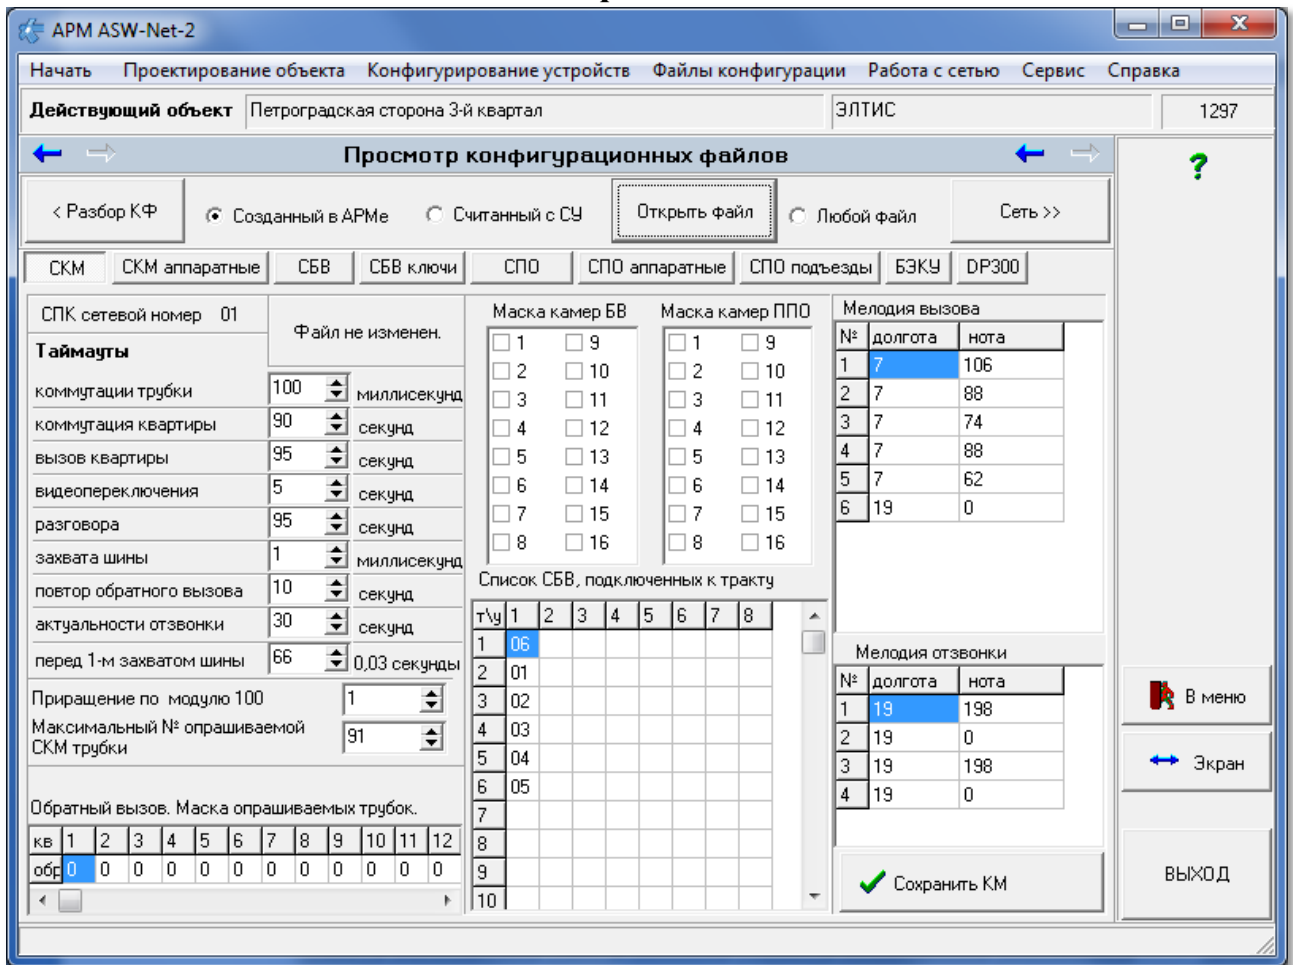 АРМ ASW-Net-2
Начать Проектирование объекта Конфигурирование устройств Файлы конфигурации Работа с сетью Сервис Справка
Действующий объект Петроградская сторона 3-й квартал ЭЛТИС 1297
Просмотр конфигурационных файлов
?
< Разбор КФ Созданный в АРМе Считанный с СУ Открыть файл Любой файл Сеть >>
СКМ СКМ аппаратные СБВ СБВ ключи СПО СПО аппаратные СПО подъезды БЭКУ DP300
СПК сетевой номер 01
Файл не изменен.
Таймауты
коммутации трубки 100 миллисекунд
коммутация квартиры 90 секунд
вызов квартиры 95 секунд
видеопереключения 5 секунд
разговора 95 секунд
захвата шины 1 миллисекунд
повтор обратного вызова 10 секунд
актуальности отзвонки 30 секунд
перед 1-м захватом шины 66 0,03 секунды
Приращение по модулю 100 1
Максимальный № опрашиваемой
СКМ трубки 91
Обратный вызов. Маска опрашиваемых трубок.
кв 1 2 3 4 5 6 7 8 9 10 11 12
обр 0 0 0 0 0 0 0 0 0 0 0 0
Маска камер БВ
1 9
2 10
3 11
4 12
5 13
6 14
7 15
8 16
Маска камер ППО
1 9
2 10
3 11
4 12
5 13
6 14
7 15
8 16
Список СБВ, подключенных к тракту
т\у 1 2 3 4 5 6 7 8
1 06
2 01
3 02
4 03
5 04
6 05
7
8
9
10
Мелодия вызова
№ долгота нота
1 7 106
2 7 88
3 7 74
4 7 88
5 7 62
6 19 0
Мелодия отзвонки
№ долгота нота
1 19 198
2 19 0
3 19 198
4 19 0
Сохранить КМ
В меню
Экран
ВЫХОД